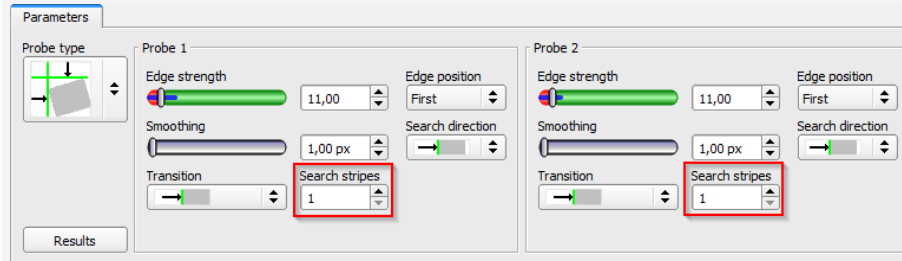 Parameters
Probe type
Probe 1
Edge strength
11,00
Edge position
First
Smoothing
1,00 px
Search direction
Transition
Search stripes
1
Results
Probe 2
Edge strength
11,00
Edge position
First
Smoothing
1,00 px
Search direction
Transition
Search stripes
1